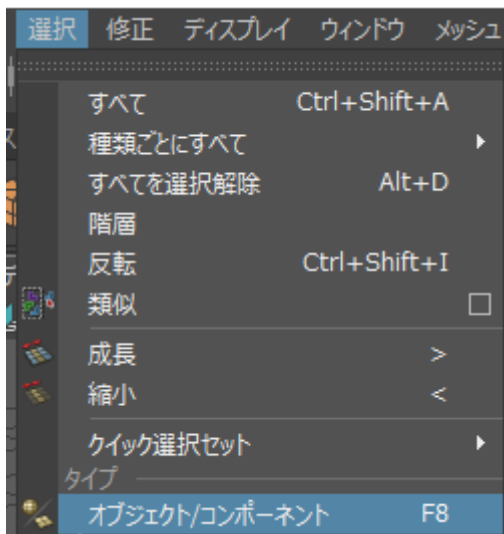 選択 修正 ディスプレイ ウィンドウ メッシュ
すべて Ctrl+Shift+A
種類ごとにすべて
すべてを選択解除 Alt+D
階層
反転 Ctrl+Shift+I
類似
成長 >
縮小 <
クイック選択セット
タイプ
オブジェクト/コンポーネント F8